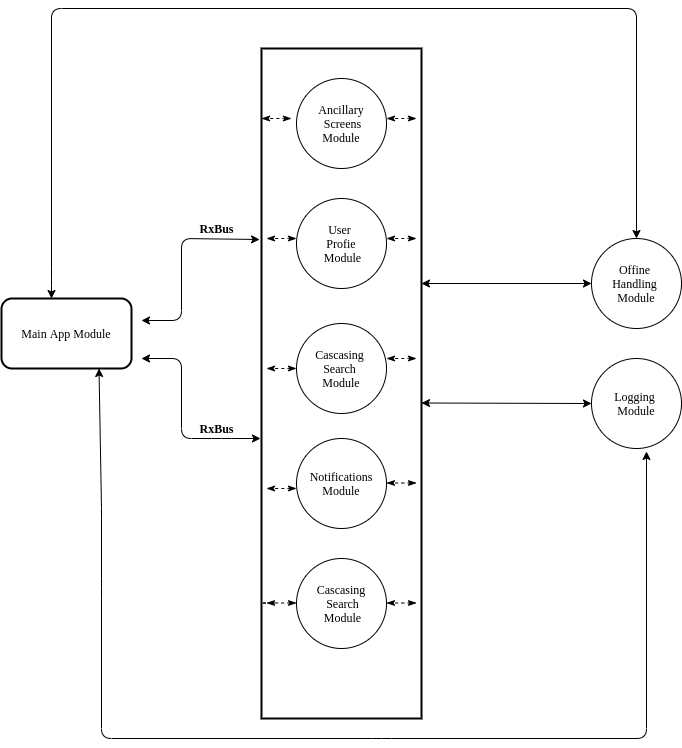 Ancillary
Screens
Module
RxBus
User
Profie
Module
Offine
Handling
Module
Main App Module
Cascasing
Search
Module
Logging
Module
RxBus
Notifications
Module
Cascasing
Search
Module